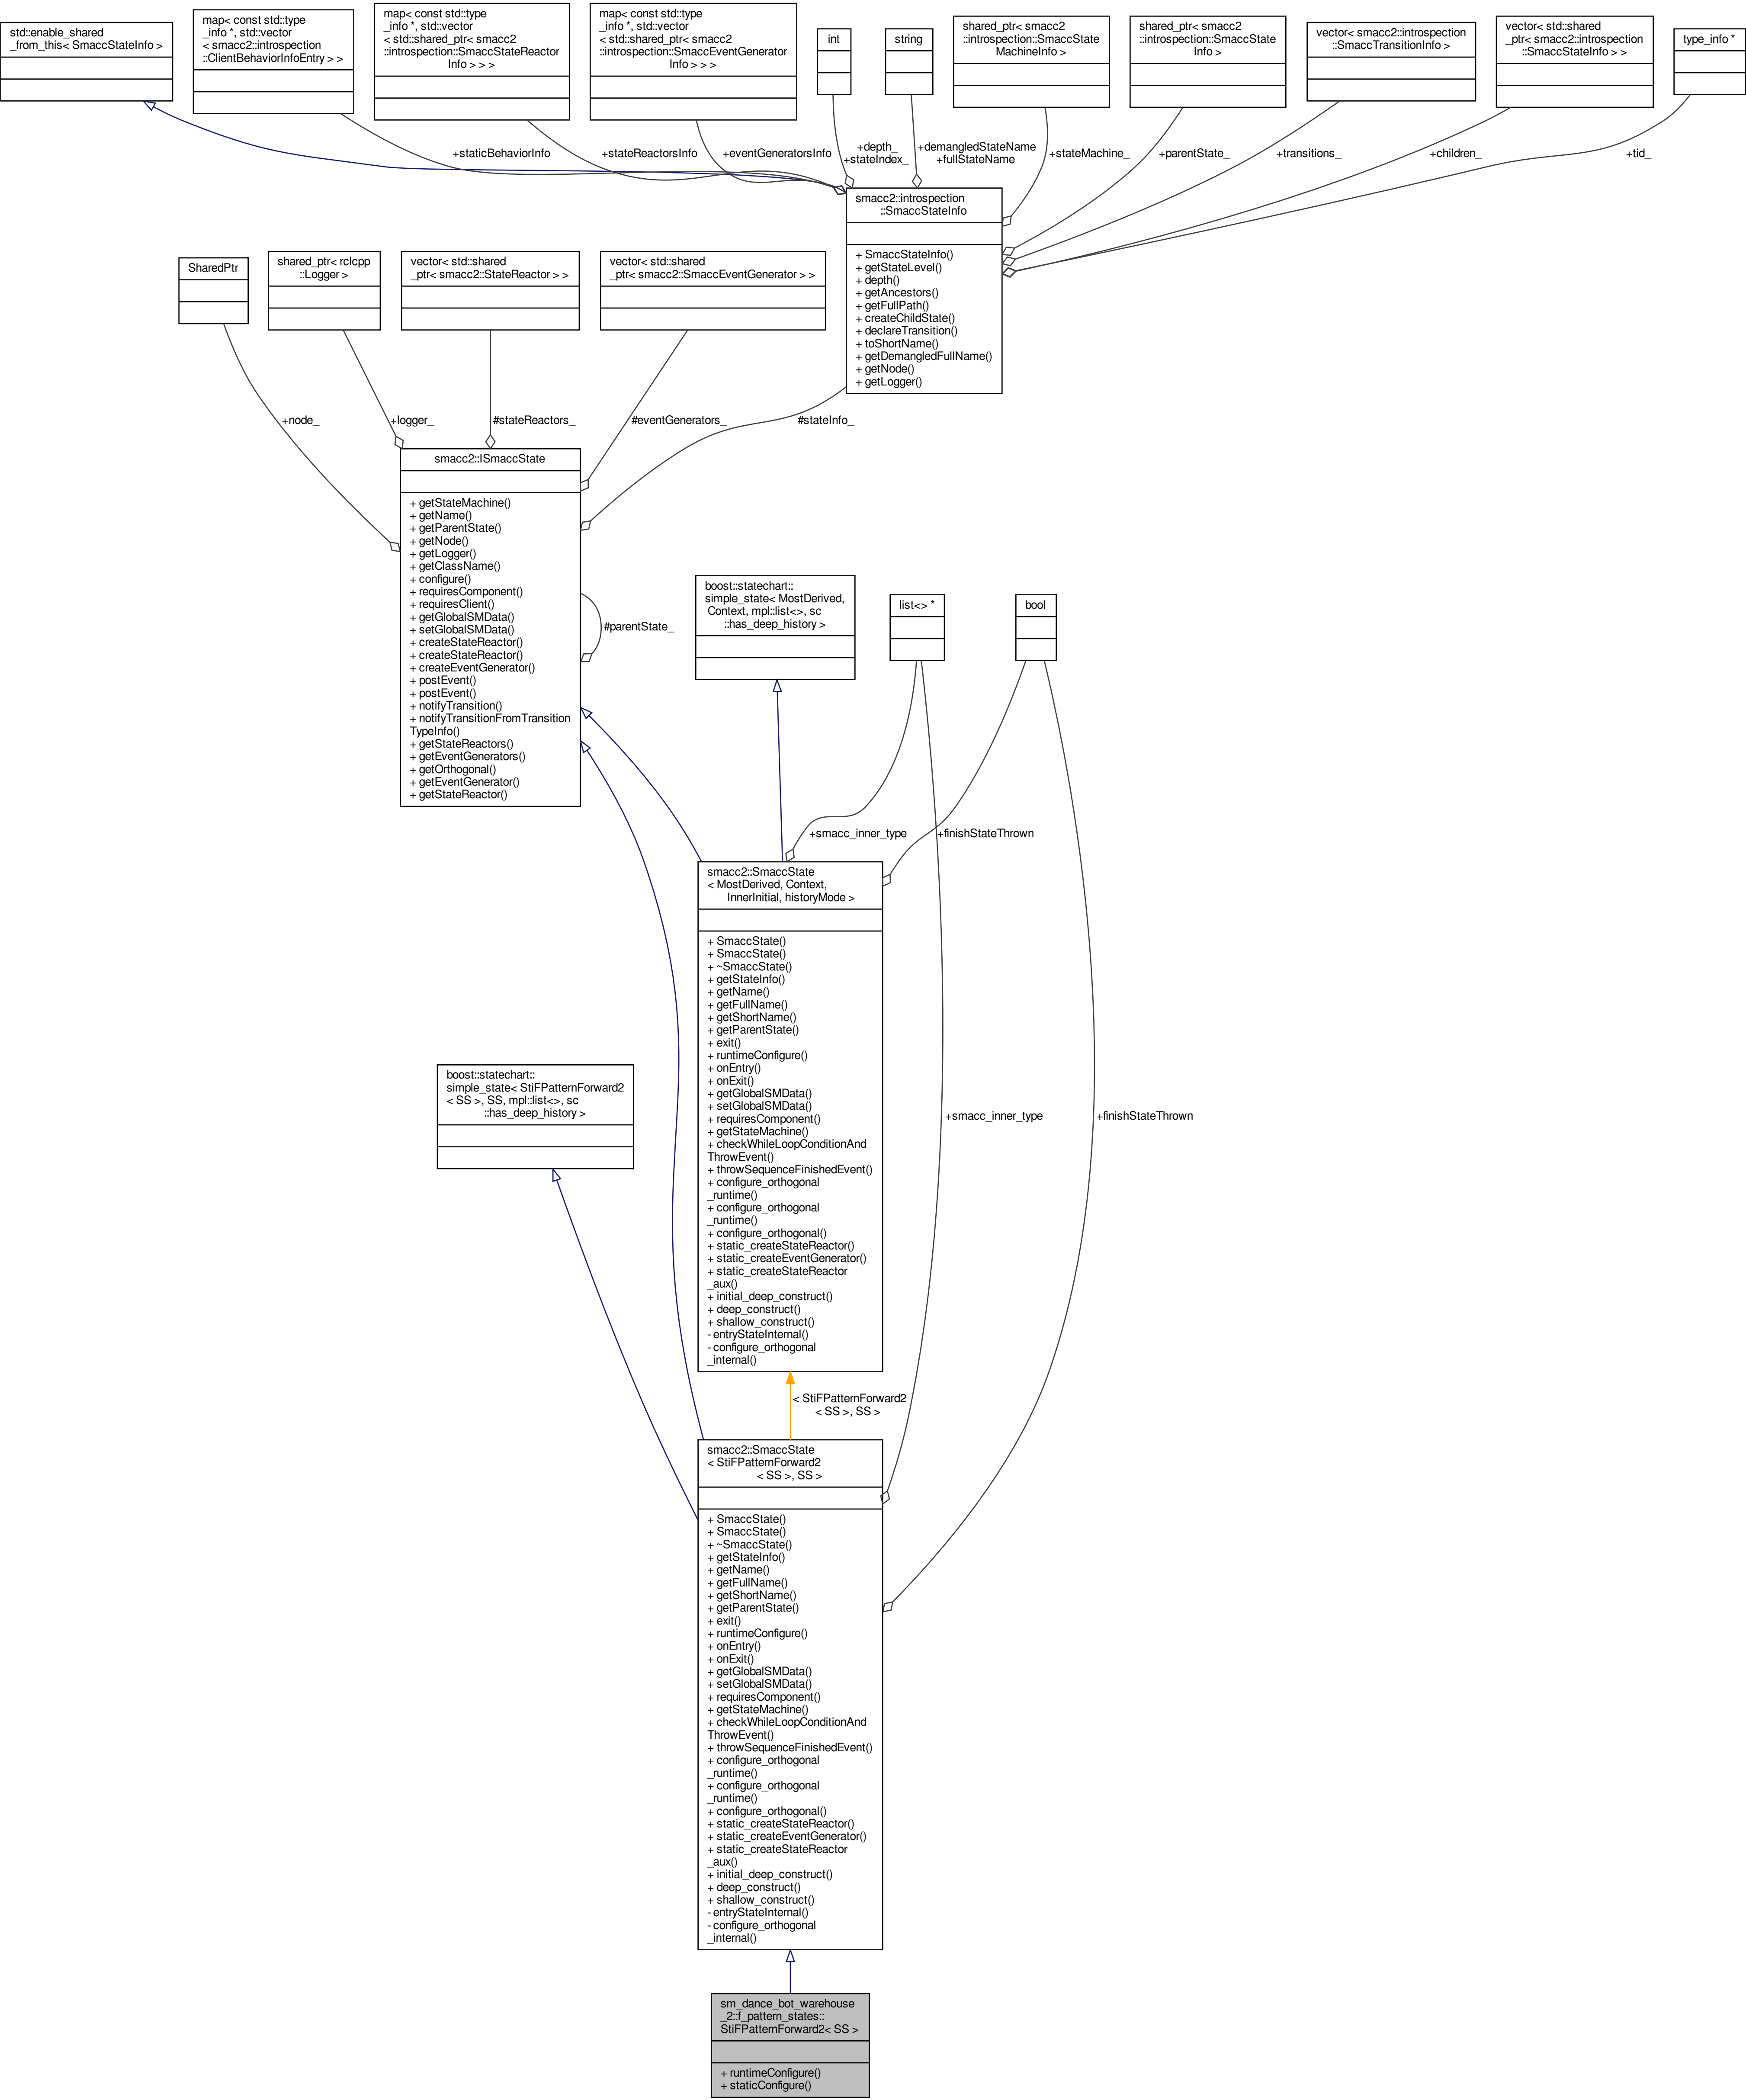 std::enable_shared
_from_this< SmaccStateInfo >
map< const std::type
_info *, std::vector
< smacc2::introspection
::ClientBehaviorInfoEntry > >
map< const std::type
_info *, std::vector
< std::shared_ptr< smacc2
::introspection::SmaccStateReactor
Info > > >
map< const std::type
_info *, std::vector
< std::shared_ptr< smacc2
::introspection::SmaccEventGenerator
Info > > >
int
string
shared_ptr< smacc2
::introspection::SmaccState
MachineInfo >
shared_ptr< smacc2
::introspection::SmaccState
Info >
vector< smacc2::introspection
::SmaccTransitionInfo >
vector< std::shared
_ptr< smacc2::introspection
::SmaccStateInfo > >
type_info *
+staticBehaviorInfo
+stateReactorsInfo
+eventGeneratorsInfo
+depth_
+stateIndex_
+demangledStateName
+fullStateName
+stateMachine_
+parentState_
+transitions_
+children_
+tid_
smacc2::introspection
::SmaccStateInfo
+ SmaccStateInfo()
+ getStateLevel()
+ depth()
+ getAncestors()
+ getFullPath()
+ createChildState()
+ declareTransition()
+ toShortName()
+ getDemangledFullName()
+ getNode()
+ getLogger()
SharedPtr
shared_ptr< rclcpp
::Logger >
vector< std::shared
_ptr< smacc2::StateReactor > >
vector< std::shared
_ptr< smacc2::SmaccEventGenerator > >
+node_
+logger_
#stateReactors_
#eventGenerators_
#stateInfo_
smacc2::ISmaccState
+ getStateMachine()
+ getName()
+ getParentState()
+ getNode()
+ getLogger()
+ getClassName()
+ configure()
+ requiresComponent()
+ requiresClient()
+ getGlobalSMData()
+ setGlobalSMData()
+ createStateReactor()
+ createStateReactor()
+ createEventGenerator()
+ postEvent()
+ postEvent()
+ notifyTransition()
+ notifyTransitionFromTransition
TypeInfo()
+ getStateReactors()
+ getEventGenerators()
+ getOrthogonal()
+ getEventGenerator()
+ getStateReactor()
#parentState_
boost::statechart::
simple_state< MostDerived,
Context, mpl::list<>, sc
::has_deep_history >
list<> *
bool
+smacc_inner_type
+finishStateThrown
smacc2::SmaccState
< MostDerived, Context,
InnerInitial, historyMode >
+ SmaccState()
+ SmaccState()
+ ~SmaccState()
+ getStateInfo()
+ getName()
+ getFullName()
+ getShortName()
+ getParentState()
+ exit()
+ runtimeConfigure()
+ onEntry()
+ onExit()
+ getGlobalSMData()
+ setGlobalSMData()
+ requiresComponent()
+ getStateMachine()
+ checkWhileLoopConditionAnd
ThrowEvent()
+ throwSequenceFinishedEvent()
+ configure_orthogonal
_runtime()
+ configure_orthogonal
_runtime()
+ configure_orthogonal()
+ static_createStateReactor()
+ static_createEventGenerator()
+ static_createStateReactor
_aux()
+ initial_deep_construct()
+ deep_construct()
+ shallow_construct()
- entryStateInternal()
- configure_orthogonal
_internal()
boost::statechart::
simple_state< StiFPatternForward2
< SS >, SS, mpl::list<>, sc
::has_deep_history >
+smacc_inner_type
+finishStateThrown
< StiFPatternForward2
< SS >, SS >
smacc2::SmaccState
< StiFPatternForward2
< SS >, SS >
+ SmaccState()
+ SmaccState()
+ ~SmaccState()
+ getStateInfo()
+ getName()
+ getFullName()
+ getShortName()
+ getParentState()
+ exit()
+ runtimeConfigure()
+ onEntry()
+ onExit()
+ getGlobalSMData()
+ setGlobalSMData()
+ requiresComponent()
+ getStateMachine()
+ checkWhileLoopConditionAnd
ThrowEvent()
+ throwSequenceFinishedEvent()
+ configure_orthogonal
_runtime()
+ configure_orthogonal
_runtime()
+ configure_orthogonal()
+ static_createStateReactor()
+ static_createEventGenerator()
+ static_createStateReactor
_aux()
+ initial_deep_construct()
+ deep_construct()
+ shallow_construct()
- entryStateInternal()
- configure_orthogonal
_internal()
sm_dance_bot_warehouse
_2::f_pattern_states::
StiFPatternForward2< SS >
+ runtimeConfigure()
+ staticConfigure()